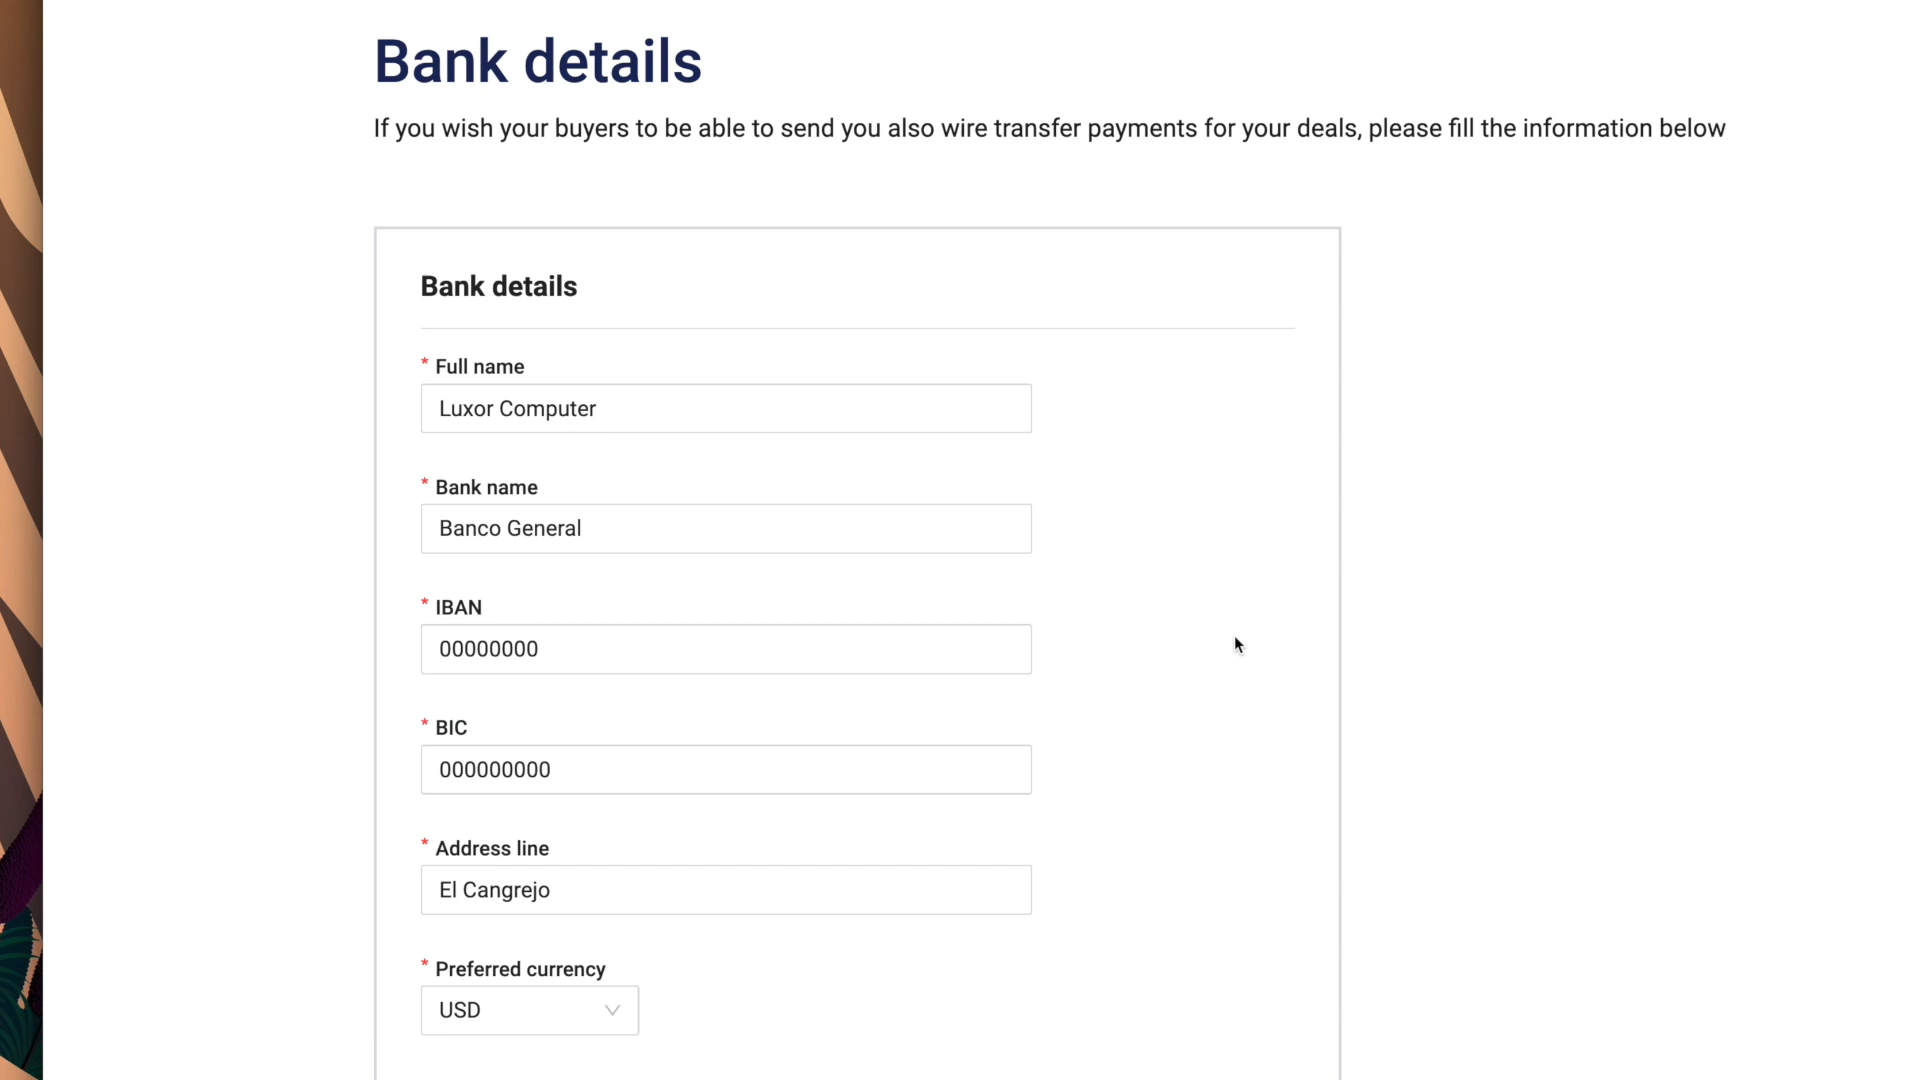 Bank details
If you wish your buyers to be able to send you also wire transfer payments for your deals, please fill the information below
Bank details
* Full name
Luxor Computer
* Bank name
Banco General
* IBAN
00000000
* BIC
000000000
* Address line
El Cangrejo
* Preferred currency
USD